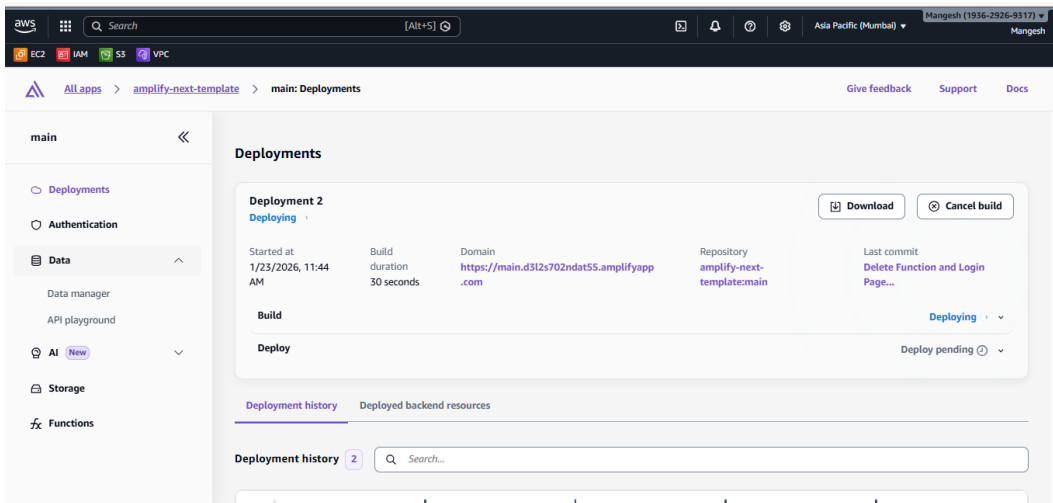 aws
Search
[Alt+S]
Asia Pacific (Mumbai)
Mangesh (1936-2926-9317)
Mangesh
EC2 IAM S3 VPC
All apps > amplify-next-template > main: Deployments
Give feedback Support Docs
main
Deployments
Authentication
Data
Data manager
API playground
AI New
Storage
Functions
Deployments
Deployment 2
Deploying
Download
Cancel build
Started at
1/23/2026, 11:44
AM
Build
duration
30 seconds
Domain
https://main.d3l2s702ndat55.amplifyapp
.com
Repository
amplify-next-
template:main
Last commit
Delete Function and Login
Page...
Build
Deploying
Deploy
Deploy pending
Deployment history Deployed backend resources
Deployment history 2
Search...